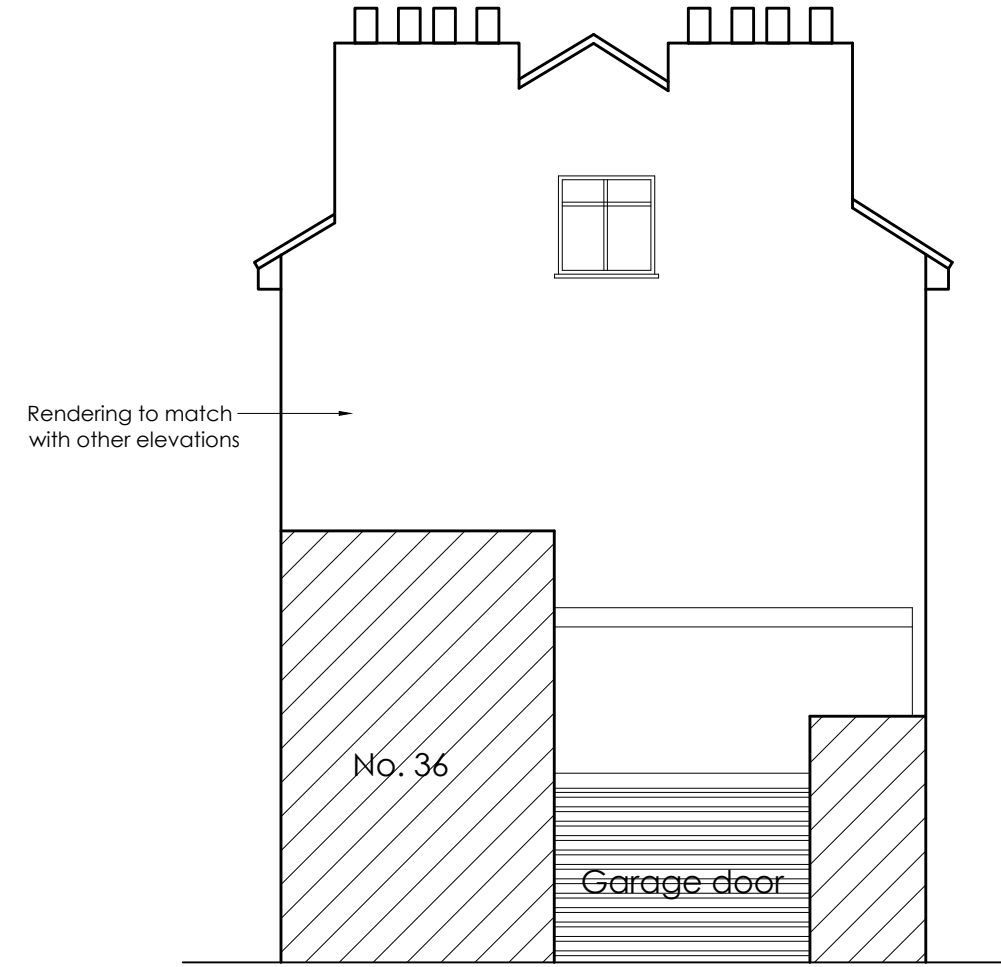 Rendering to match
with other elevations
No. 36
Garage door